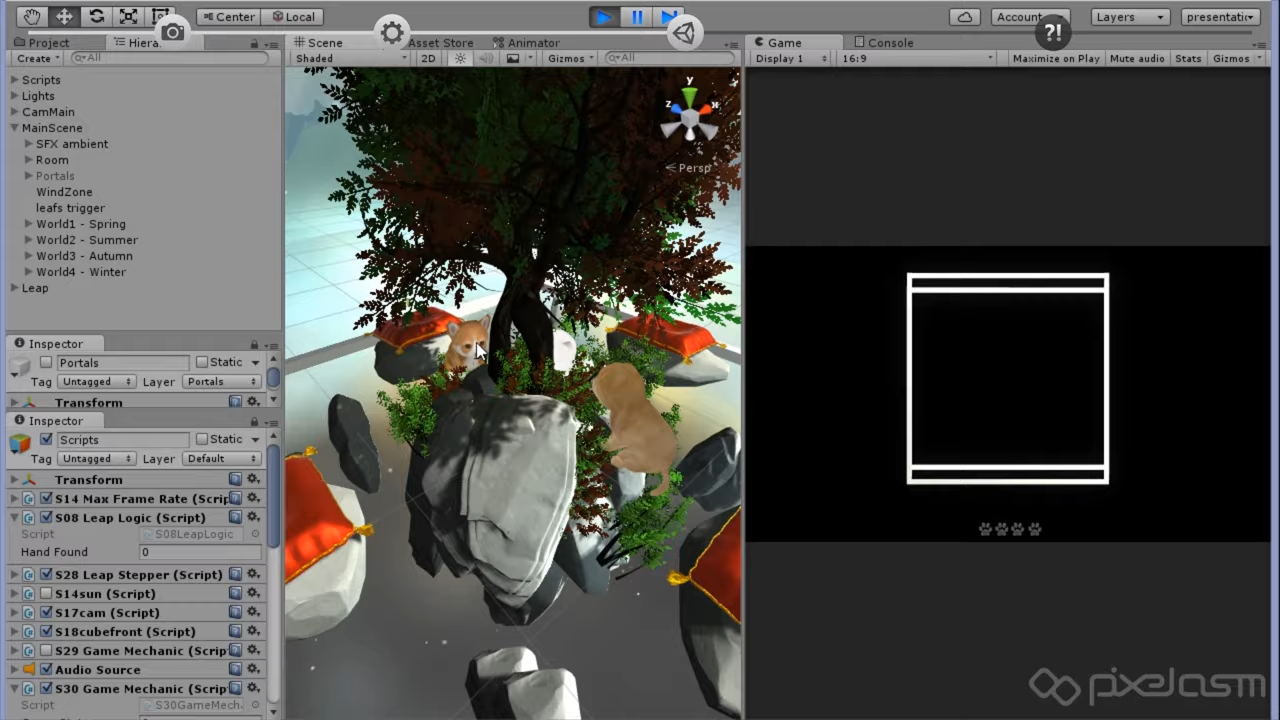 Center Local Account Layers presentatic
?!
Project Hiera Scene Asset Store Animator Game Console
Create All Shaded 2D Gizmos All Display 1 16:9 Maximize on Play Mute audio Stats Gizmos
Scripts
Lights
CamMain
MainScene
SFX ambient
Room
Portals
WindZone
leafs trigger
World1 - Spring
World2 - Summer
World3 - Autumn
World4 - Winter
Leap
y
z x
Persp
Inspector
Portals Static
Tag Untagged Layer Portals
Transform
Inspector
Scripts Static
Tag Untagged Layer Default
Transform
S14 Max Frame Rate (Scrip
S08 Leap Logic (Script)
Script S08LeapLogic
Hand Found 0
S28 Leap Stepper (Script)
S14sun (Script)
S17cam (Script)
S18cubefront (Script)
S29 Game Mechanic (Scrip
Audio Source
S30 Game Mechanic (Scrip
Script S30GameMech
pixelasm